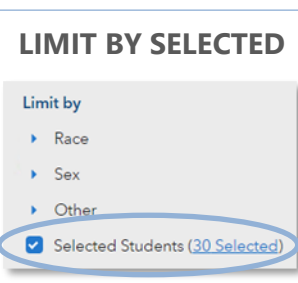 LIMIT BY SELECTED
Limit by
Race
Sex
Other
Selected Students (30 Selected)